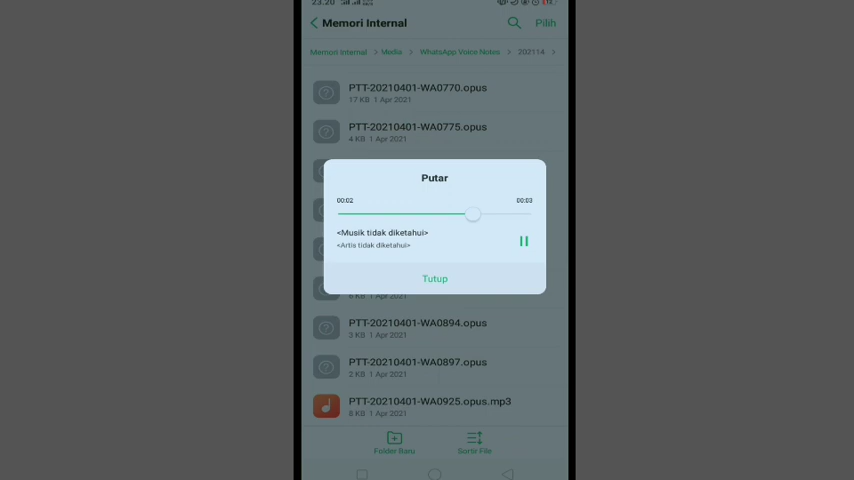 23.20
Memori Internal
Pilih
Memori Internal > Media > WhatsApp Voice Notes > 202114. >
PTT-20210401-WA0770.opus
17 KB 1 Apr 2021
PTT-20210401-WA0775.opus
4 KB 1 Apr 2021
Putar
00:02
00:03
<Musik tidak diketahui>
<Artis tidak diketahui>
Tutup
6 KB 1 Apr 2021
PTT-20210401-WA0894.opus
3 KB 1 Apr 2021
PTT-20210401-WA0897.opus
2 KB 1 Apr 2021
PTT-20210401-WA0925.opus.mp3
8 KB 1 Apr 2021
Folder Baru
Sortir File